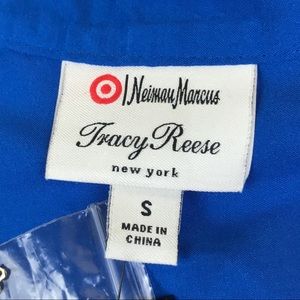 Neiman Marcus
Tracy Reese
new york
S
MADE IN
CHINA